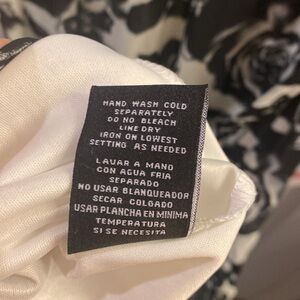 HAND WASH COLD
SEPARATELY
DO NO BLEACH
LINE DRY
IRON ON LOWEST
SETTING AS NEEDED
LAUAR A MANO
CON AGUA FRIA
SEPARADO
NO USAR BLANQUEADOR
SECAR COLGADO
USAR PLANCHA EN MINIMA
TEMPERATURA
SI SE NECESITA